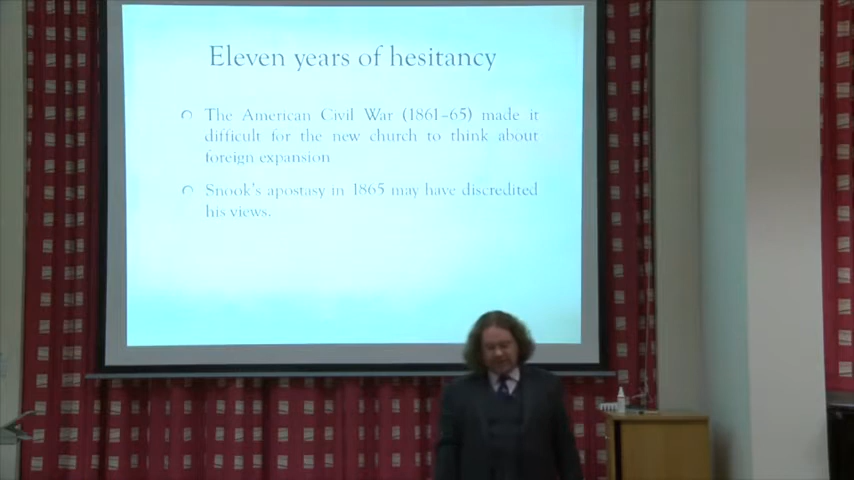 Eleven years of hesitancy
The American Civil War (1861–65) made it
difficult for the new church to think about
foreign expansion
Snook's apostasy in 1865 may have discredited
his views.